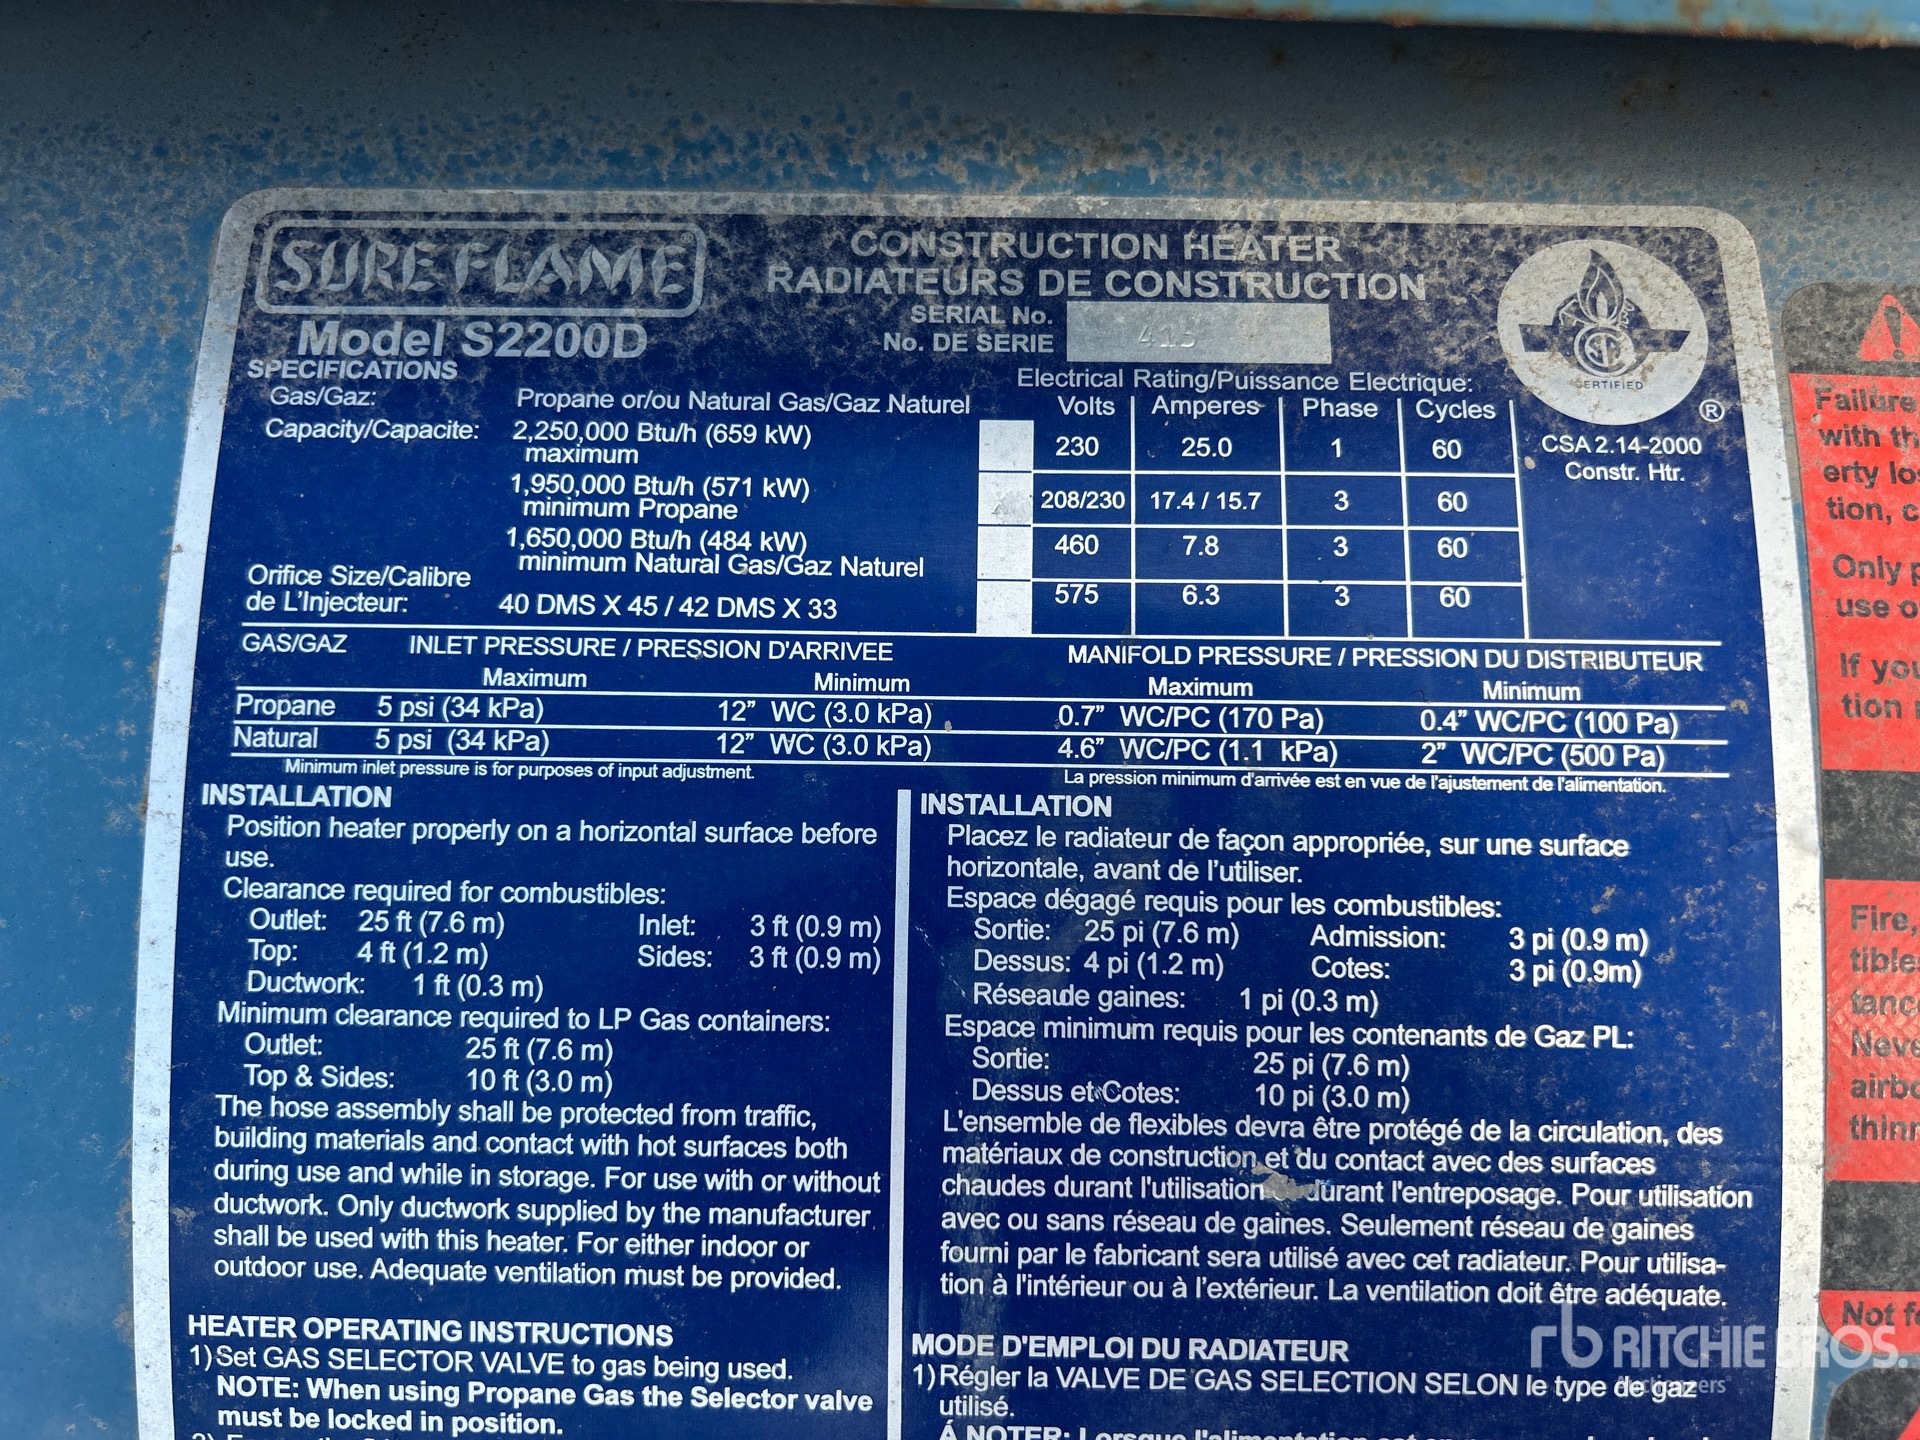 SURE FLAME
Model S2200D
CONSTRUCTION HEATER
RADIATEURS DE CONSTRUCTION
SERIAL No.
No. DE SERIE
CERTIFIED
®
CSA 2.14-2000
Constr. Htr.
SPECIFICATIONS
Gas/Gaz: Propane or/ou Natural Gas/Gaz Naturel
Capacity/Capacite: 2,250,000 Btu/h (659 kW)
maximum
1,950,000 Btu/h (571 kW)
minimum Propane
1,650,000 Btu/h (484 kW)
minimum Natural Gas/Gaz Naturel
Orifice Size/Calibre
de L'Injecteur: 40 DMS X 45 / 42 DMS X 33
Electrical Rating/Puissance Electrique:
Volts Amperes Phase Cycles
230 25.0 1 60
208/230 17.4 / 15.7 3 60
460 7.8 3 60
575 6.3 3 60
GAS/GAZ INLET PRESSURE / PRESSION D'ARRIVEE MANIFOLD PRESSURE / PRESSION DU DISTRIBUTEUR
Maximum Minimum Maximum Minimum
Propane 5 psi (34 kPa) 12” WC (3.0 kPa) 0.7” WC/PC (170 Pa) 0.4” WC/PC (100 Pa)
Natural 5 psi (34 kPa) 12” WC (3.0 kPa) 4.6” WC/PC (1.1 kPa) 2” WC/PC (500 Pa)
Minimum inlet pressure is for purposes of input adjustment. La pression minimum d'arrivée est en vue de l'ajustement de l'alimentation.
INSTALLATION
Position heater properly on a horizontal surface before
use.
Clearance required for combustibles:
Outlet: 25 ft (7.6 m) Inlet: 3 ft (0.9 m)
Top: 4 ft (1.2 m) Sides: 3 ft (0.9 m)
Ductwork: 1 ft (0.3 m)
Minimum clearance required to LP Gas containers:
Outlet: 25 ft (7.6 m)
Top & Sides: 10 ft (3.0 m)
The hose assembly shall be protected from traffic,
building materials and contact with hot surfaces both
during use and while in storage. For use with or without
ductwork. Only ductwork supplied by the manufacturer
shall be used with this heater. For either indoor or
outdoor use. Adequate ventilation must be provided.
HEATER OPERATING INSTRUCTIONS
1) Set GAS SELECTOR VALVE to gas being used.
NOTE: When using Propane Gas the Selector valve
must be locked in position.
INSTALLATION
Placez le radiateur de façon appropriée, sur une surface
horizontale, avant de l'utiliser.
Espace dégagé requis pour les combustibles:
Sortie: 25 pi (7.6 m) Admission: 3 pi (0.9 m)
Dessus: 4 pi (1.2 m) Cotes: 3 pi (0.9m)
Réseaude gaines: 1 pi (0.3 m)
Espace minimum requis pour les contenants de Gaz PL:
Sortie: 25 pi (7.6 m)
Dessus et Cotes: 10 pi (3.0 m)
L'ensemble de flexibles devra être protégé de la circulation, des
matériaux de construction et du contact avec des surfaces
chaudes durant l'utilisation durant l'entreposage. Pour utilisation
avec ou sans réseau de gaines. Seulement réseau de gaines
fourni par le fabricant sera utilisé avec cet radiateur. Pour utilisa-
tion à l'intérieur ou à l'extérieur. La ventilation doit être adéquate.
MODE D'EMPLOI DU RADIATEUR
1) Régler la VALVE DE GAS SELECTION SELON le type de gaz
utilisé.
Á NOTER: Lorsque l'alimentation
Failure
with th
erty lo
tion, c
Only
use o
If you
tion
Fire,
tible
tanc
Neve
airbo
thinn
Not f
rb RITCHIE BROS.
Auctioneers